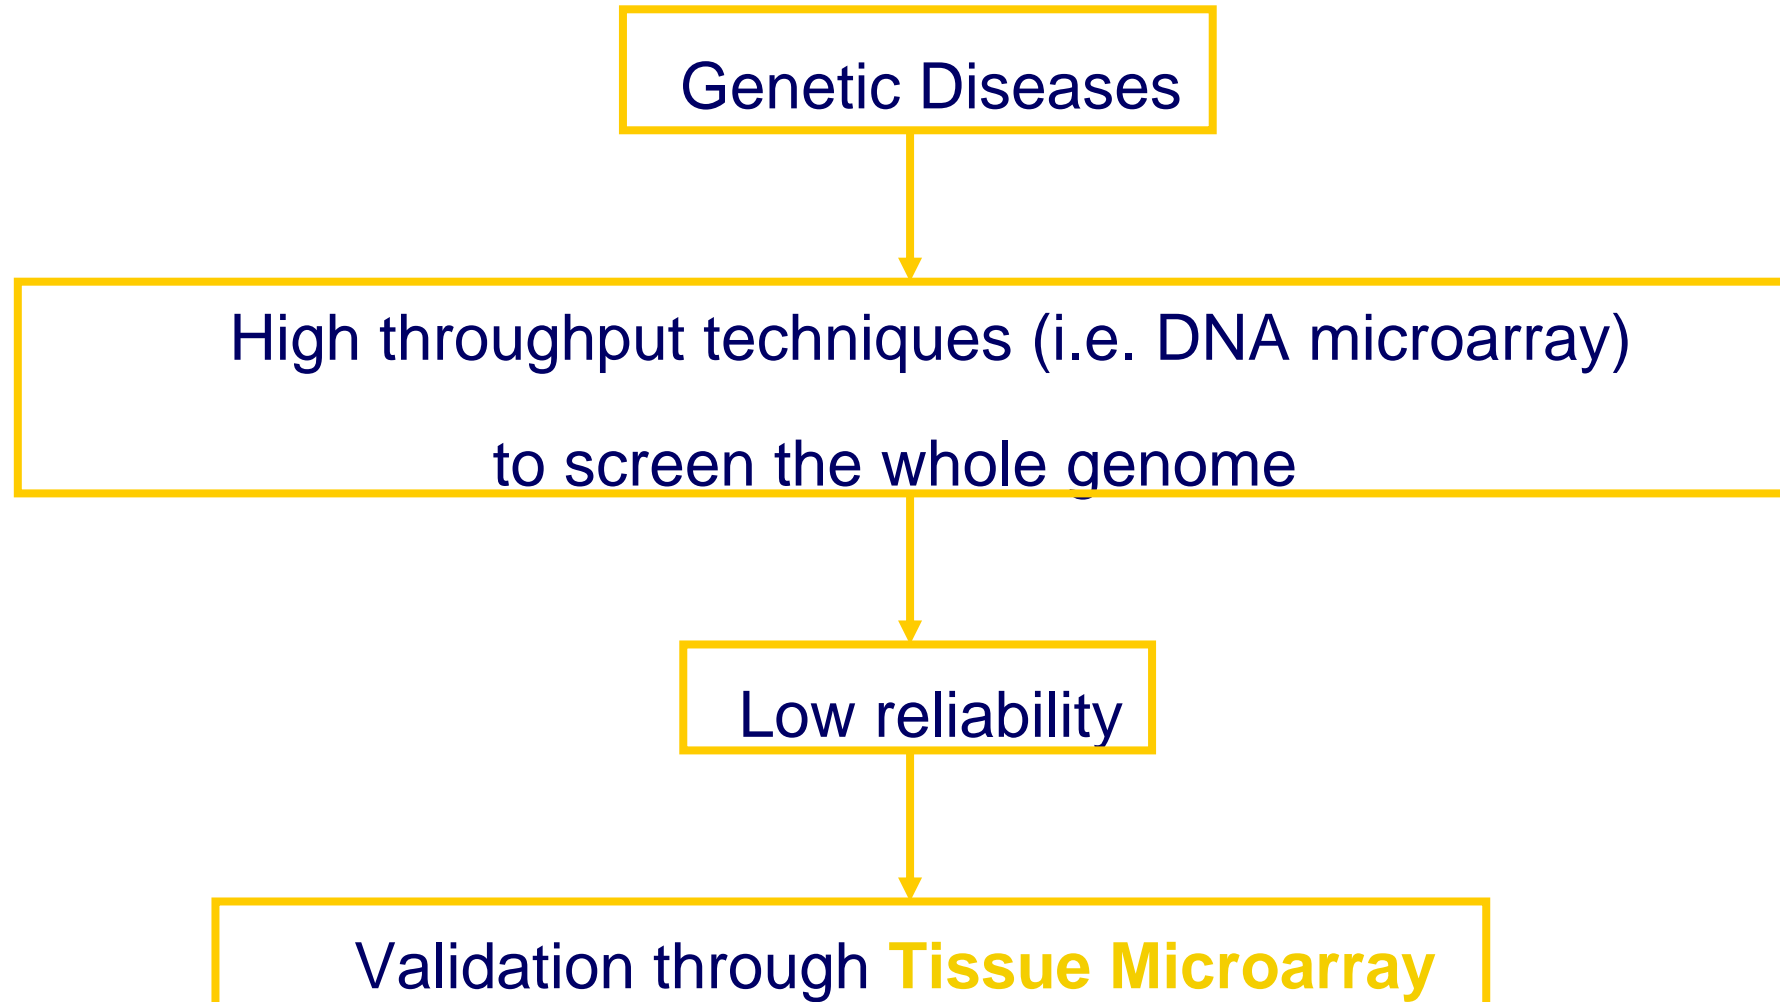 Genetic Diseases
High throughput techniques (i.e. DNA microarray)
to screen the whole genome
Low reliability
Validation through Tissue Microarray